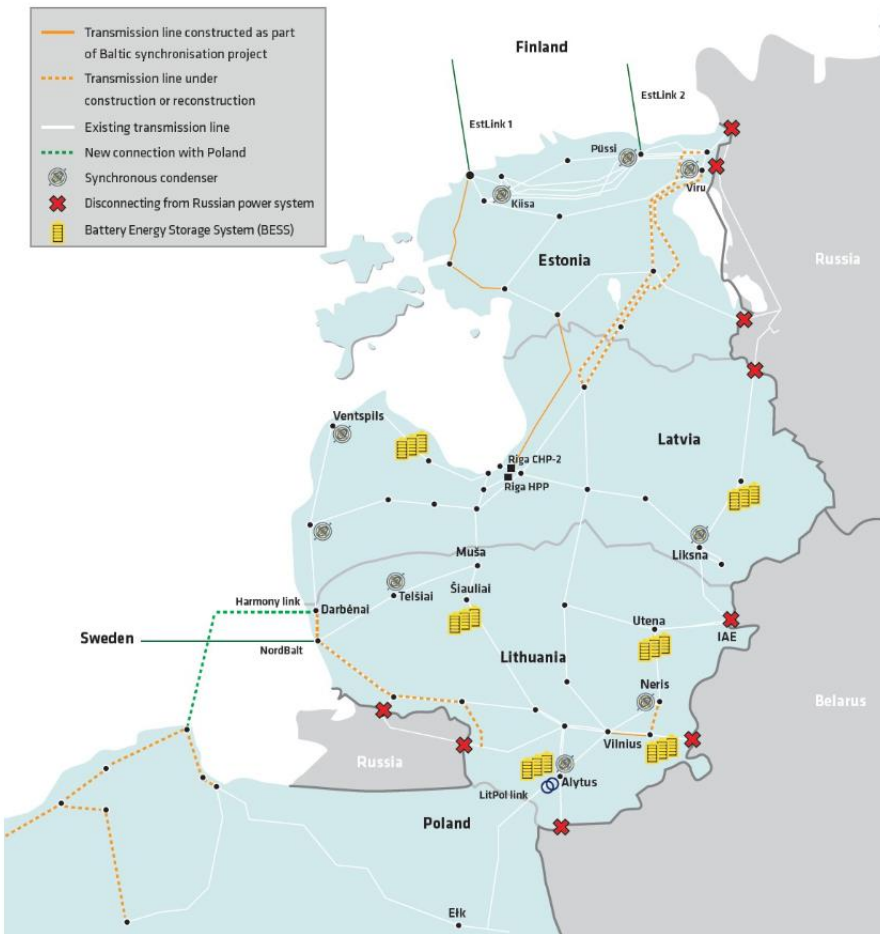 Transmission line constructed as part
of Baltic synchronisation project
Transmission line under
construction or reconstruction
Existing transmission line
New connection with Poland
Synchronous condenser
Disconnecting from Russian power system
Battery Energy Storage System (BESS)
Finland
EstLink 1
EstLink 2
Püssi
Kiisa
Viru
Estonia
Russia
Ventspils
Latvia
Riga CHP-2
Riga HPP
Liksna
Muša
Telšiai
Šiauliai
Harmony link
Darbėnai
Sweden
NordBalt
Utena
IAE
Lithuania
Neris
Belarus
Vilnius
Russia
Alytus
LitPol link
Poland
Ełk